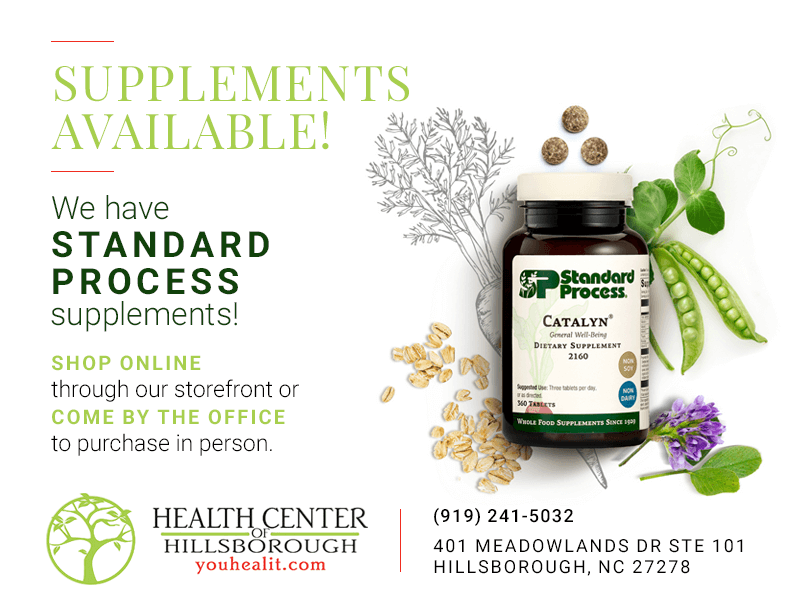 SUPPLEMENTS
AVAILABLE!
We have
STANDARD
PROCESS
supplements!
SHOP ONLINE
through our storefront or
COME BY THE OFFICE
to purchase in person.
SP Standard
Process®
CATALYN®
General Well-Being
DIETARY SUPPLEMENT
2160
NON
SOY
NON
DAIRY
Suggested Use: Three tablets per day,
or as directed.
360 TABLETS
WHOLE FOOD SUPPLEMENTS SINCE 1929
HEALTH CENTER
OF
HILLSBOROUGH
youhealit.com
(919) 241-5032
401 MEADOWLANDS DR STE 101
HILLSBOROUGH, NC 27278